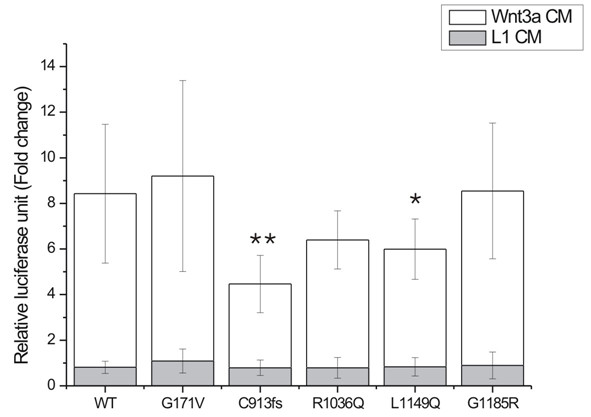 Wnt3a CM
L1 CM
Relative luciferase unit (Fold change)
14
12
10
8
6
4
2
0
**
*
WT G171V C913fs R1036Q L1149Q G1185R